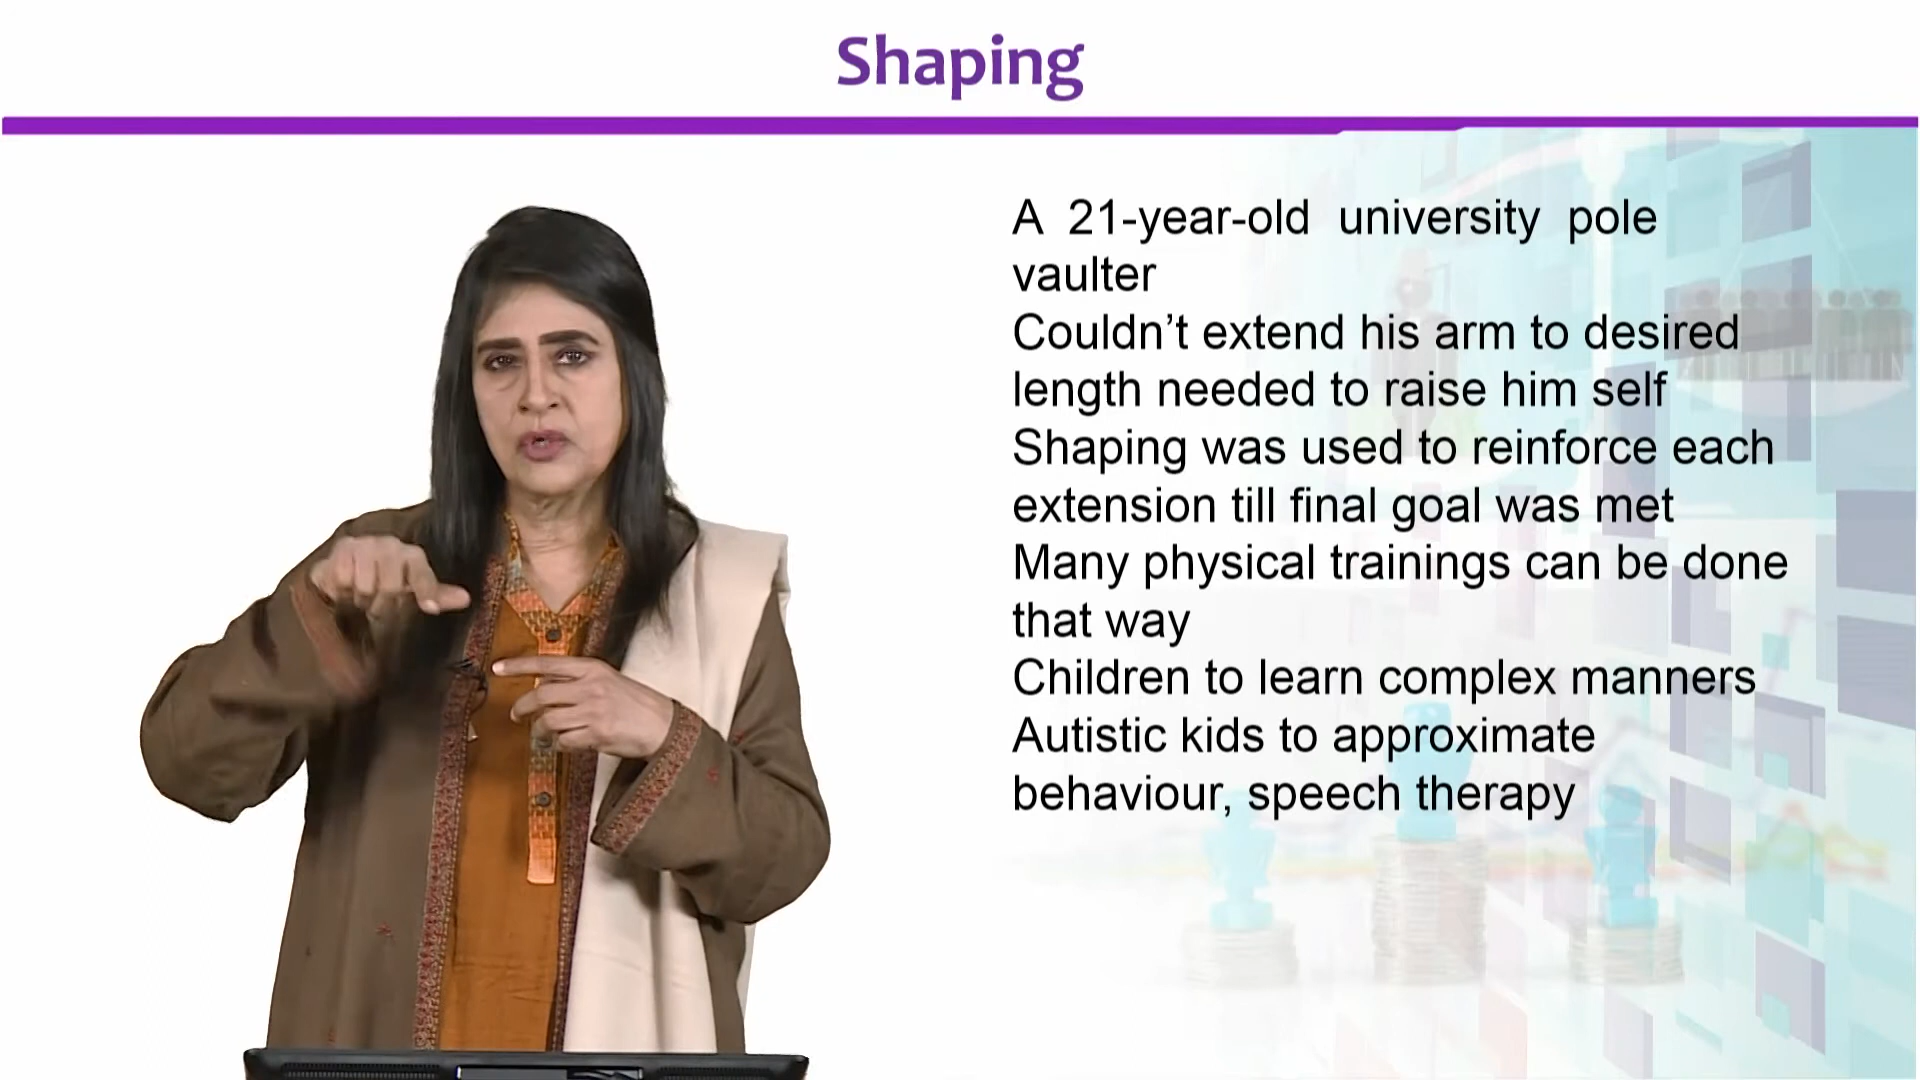 Shaping
A 21-year-old university pole
vaulter
Couldn’t extend his arm to desired
length needed to raise him self
Shaping was used to reinforce each
extension till final goal was met
Many physical trainings can be done
that way
Children to learn complex manners
Autistic kids to approximate
behaviour, speech therapy